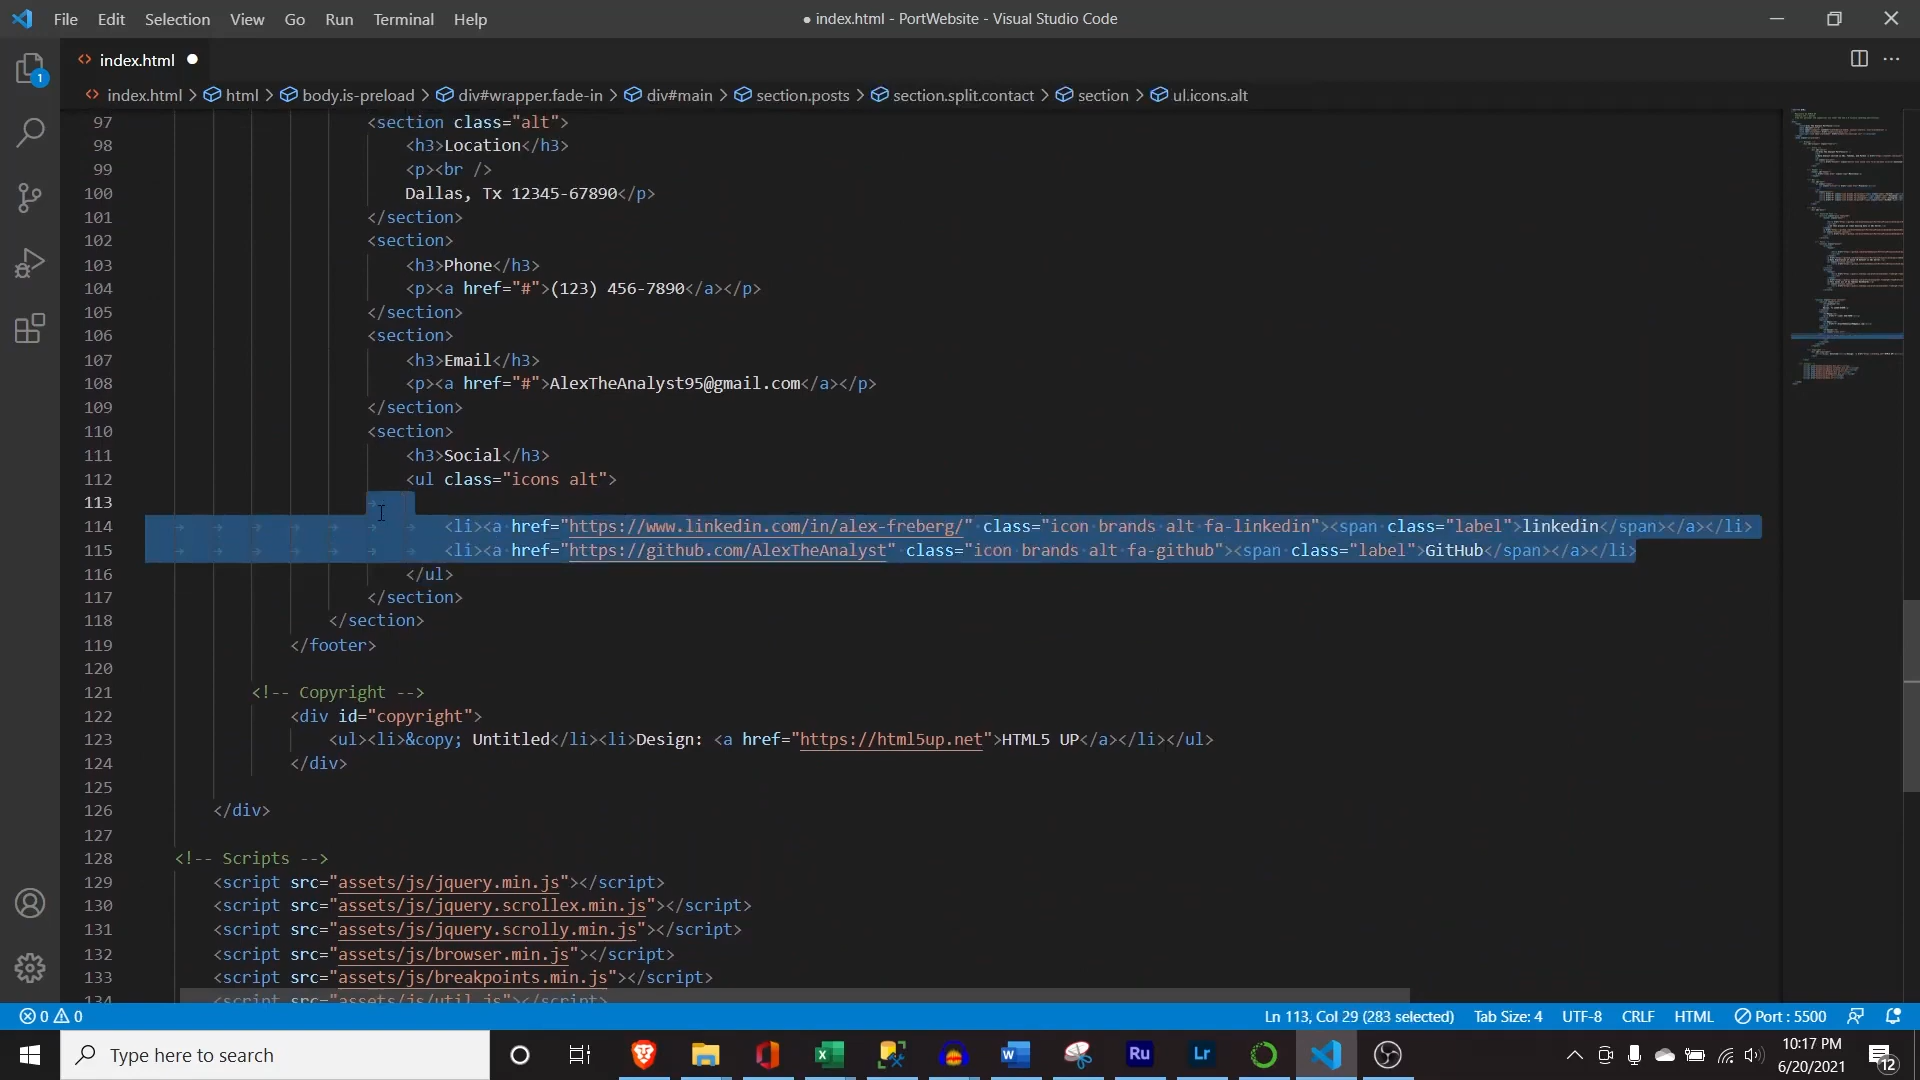 File Edit Selection View Go Run Terminal Help
● index.html - PortWebsite - Visual Studio Code
1
index.html
index.html > html > body.is-preload > div#wrapper.fade-in > div#main > section.posts > section.split.contact > section > ul.icons.alt
97 <section class="alt">
98 <h3>Location</h3>
99 <p><br />
100 Dallas, Tx 12345-67890</p>
101 </section>
102 <section>
103 <h3>Phone</h3>
104 <p><a href="#">(123) 456-7890</a></p>
105 </section>
106 <section>
107 <h3>Email</h3>
108 <p><a href="#">AlexTheAnalyst95@gmail.com</a></p>
109 </section>
110 <section>
111 <h3>Social</h3>
112 <ul class="icons alt">
113
114 <li><a href="https://www.linkedin.com/in/alex-freberg/" class="icon brands alt fa-linkedin"><span class="label">linkedin</span></a></li>
115 <li><a href="https://github.com/AlexTheAnalyst" class="icon brands alt fa-github"><span class="label">GitHub</span></a></li>
116 </ul>
117 </section>
118 </section>
119 </footer>
120
121 <!-- Copyright -->
122 <div id="copyright">
123 <ul><li>&copy; Untitled</li><li>Design: <a href="https://html5up.net">HTML5 UP</a></li></ul>
124 </div>
125
126 </div>
127
128 <!-- Scripts -->
129 <script src="assets/js/jquery.min.js"></script>
130 <script src="assets/js/jquery.scrollex.min.js"></script>
131 <script src="assets/js/jquery.scrolly.min.js"></script>
132 <script src="assets/js/browser.min.js"></script>
133 <script src="assets/js/breakpoints.min.js"></script>
134 <script src="assets/js/util.js"></script>
0 0 Ln 113, Col 29 (283 selected) Tab Size: 4 UTF-8 CRLF HTML Port : 5500
Type here to search
Ru
Lr
10:17 PM
6/20/2021
12